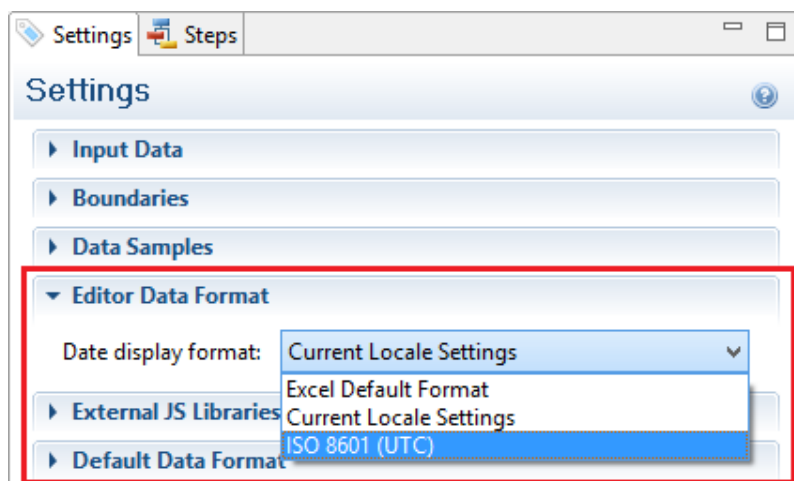 Settings Steps
Settings
Input Data
Boundaries
Data Samples
Editor Data Format
Date display format: Current Locale Settings
Excel Default Format
External JS Libraries Current Locale Settings
ISO 8601 (UTC)
Default Data Format